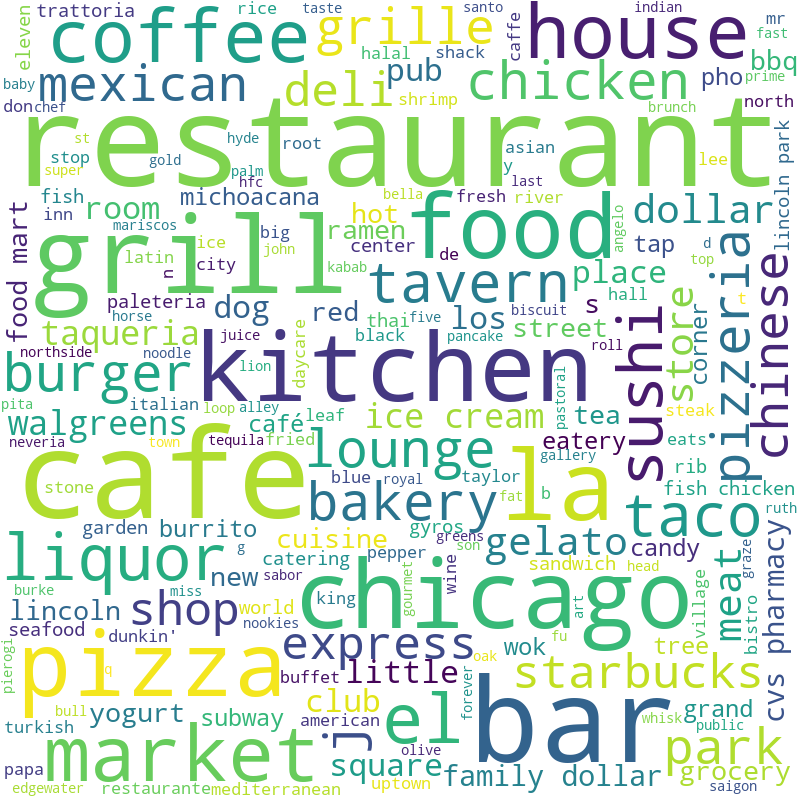 trattoria
rice
taste
santo
indian
eleven
coffee
grille
caffe
house
mr
fast
halal
shack
bbq
baby
mexican
deli
pub
chicken
pho
prime
don
chef
shrimp
brunch
north
restaurant
st
hyde
root
asian
lee
stop
gold
y
super
palm
last
lincoln park
fish
michoacana
hfc
bella
fresh
river
inn
room
hot
food
dollar
angelo
mariscos
big
ramen
center
de
tap
d
food mart
grill
latin
ice
john
city
n
kabab
tavern
place
top
pizzeria
paleteria
hall
chinese
horse
dog
red
thai
five
los
biscuit
s
t
taqueria
juice
daycare
black
street
store
corner
northside
noodle
kitchen
pancake
roll
sushi
burger
lion
pita
italian
loop
alley
café
leaf
ice cream
pastoral
tea
steak
walgreens
neveria
town
tequila
fried
lounge
eatery
eats
gallery
cafe
stone
blue
royal
taylor
la
rib
fish chicken
bakery
fat
b
taco
ruth
garden
burrito
gyros
greens
gelato
candy
liquor
g
cuisine
pepper
son
wine
sandwich
head
meat
graze
catering
new
sabor
chicago
cvs pharmacy
burke
miss
king
gourmet
art
village
bistro
lincoln
shop
world
nookies
seafood
dunkin'
express
fu
wok
tree
pierogi
pizza
q
buffet
little
oak
starbucks
club
forever
bull
yogurt
subway
american
el
bar
grand
whisk
public
turkish
market
j
olive
park
papa
square
uptown
family dollar
grocery
edgewater
restaurante
mediterranean
saigon